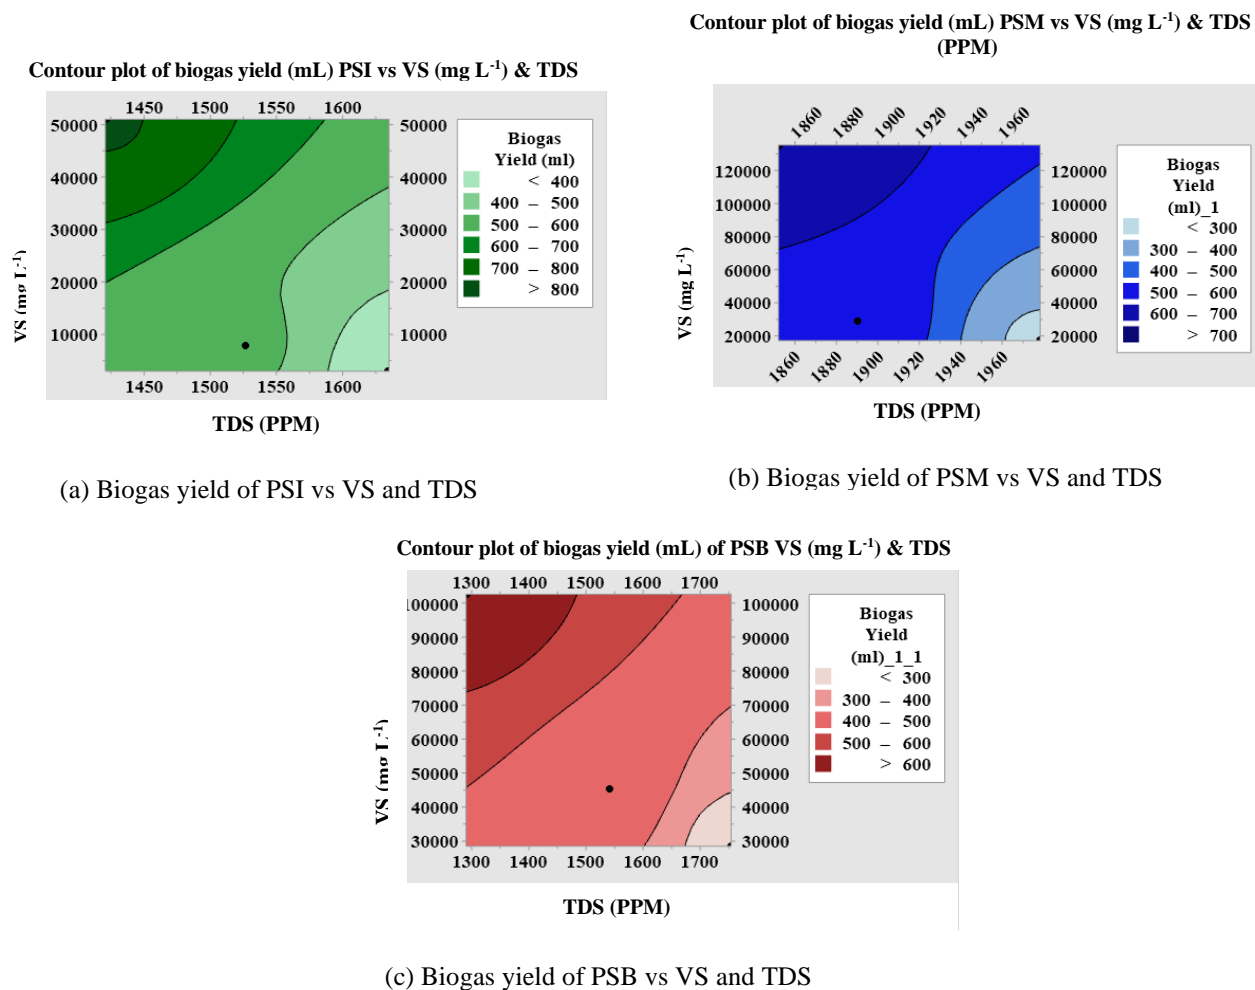 Contour plot of biogas yield (mL) PSI vs VS (mg L-1) & TDS
1450 1500 1550 1600
50000 50000
40000 40000
30000 30000
20000 20000
10000 10000
1450 1500 1550 1600
VS (mg L-1)
TDS (PPM)
Biogas
Yield (ml)
< 400
400 – 500
500 – 600
600 – 700
700 – 800
> 800
(a) Biogas yield of PSI vs VS and TDS
Contour plot of biogas yield (mL) PSM vs VS (mg L-1) & TDS
(PPM)
1860 1880 1900 1920 1940 1960
120000 120000
100000 100000
80000 80000
60000 60000
40000 40000
20000 20000
1860 1880 1900 1920 1940 1960
VS (mg L-1)
TDS (PPM)
Biogas
Yield
(ml)_1
< 300
300 – 400
400 – 500
500 – 600
600 – 700
> 700
(b) Biogas yield of PSM vs VS and TDS
Contour plot of biogas yield (mL) of PSB VS (mg L-1) & TDS
1300 1400 1500 1600 1700
100000 100000
90000 90000
80000 80000
70000 70000
60000 60000
50000 50000
40000 40000
30000 30000
1300 1400 1500 1600 1700
VS (mg L-1)
TDS (PPM)
Biogas
Yield
(ml)_1_1
< 300
300 – 400
400 – 500
500 – 600
> 600
(c) Biogas yield of PSB vs VS and TDS